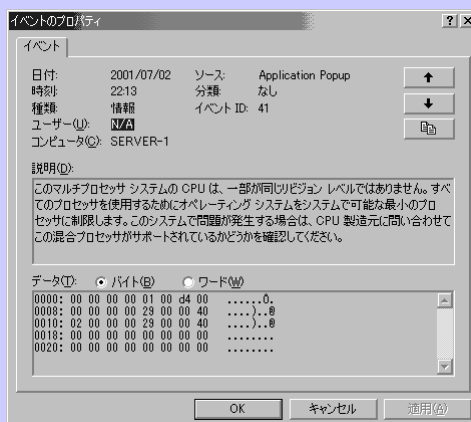 イベントのプロパティ
イベント
日付: 2001/07/02 ソース: Application Popup
時刻: 22:13 分類: なし
種類: 情報 イベント ID: 41
ユーザー(U): N/A
コンピュータ(C): SERVER-1
説明(D):
このマルチプロセッサ システムの CPU は、一部が同じリビジョン レベルではありません。すべ
てのプロセッサを使用するためにオペレーティング システムをシステムで可能な最小のプロ
セッサに制限します。このシステムで問題が発生する場合は、CPU 製造元に問い合わせて
この混合プロセッサがサポートされているかどうかを確認してください。
データ(T): バイト(B) ワード(W)
0000: 00 00 00 00 01 00 d4 00 ......Ô.
0008: 00 00 00 00 29 00 00 40 ....)..@
0010: 02 00 00 00 29 00 00 40 ....)..@
0018: 00 00 00 00 00 00 00 00 ........
0020: 00 00 00 00 00 00 00 00 ........
OK キャンセル 適用(A)